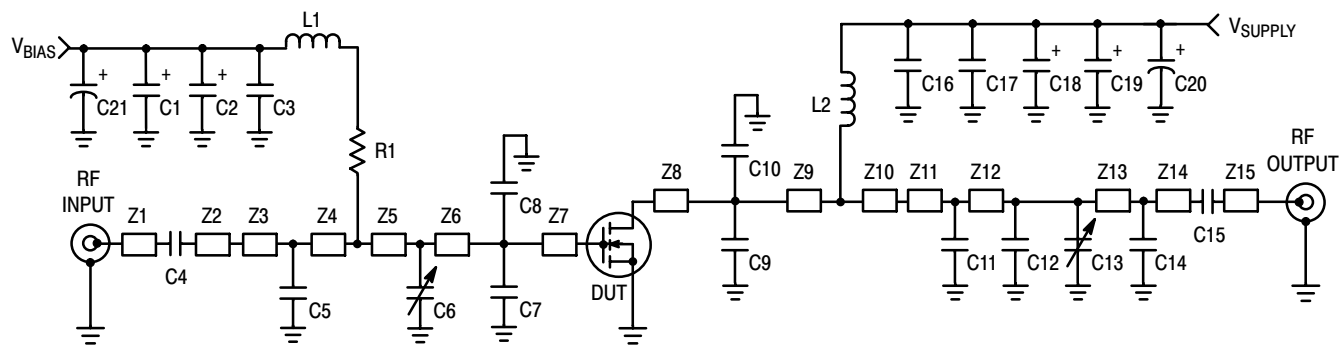 L1
VBIAS
+
+
+
C21
C1
C2
C3
R1
RF
INPUT
Z1
C4
Z2
Z3
Z4
Z5
Z6
C8
Z7
C5
C6
C7
DUT
VSUPPLY
+
+
+
C16
C17
C18
C19
C20
L2
C10
Z8
Z9
Z10
Z11
Z12
Z13
Z14
Z15
RF
OUTPUT
C15
C9
C11
C12
C13
C14